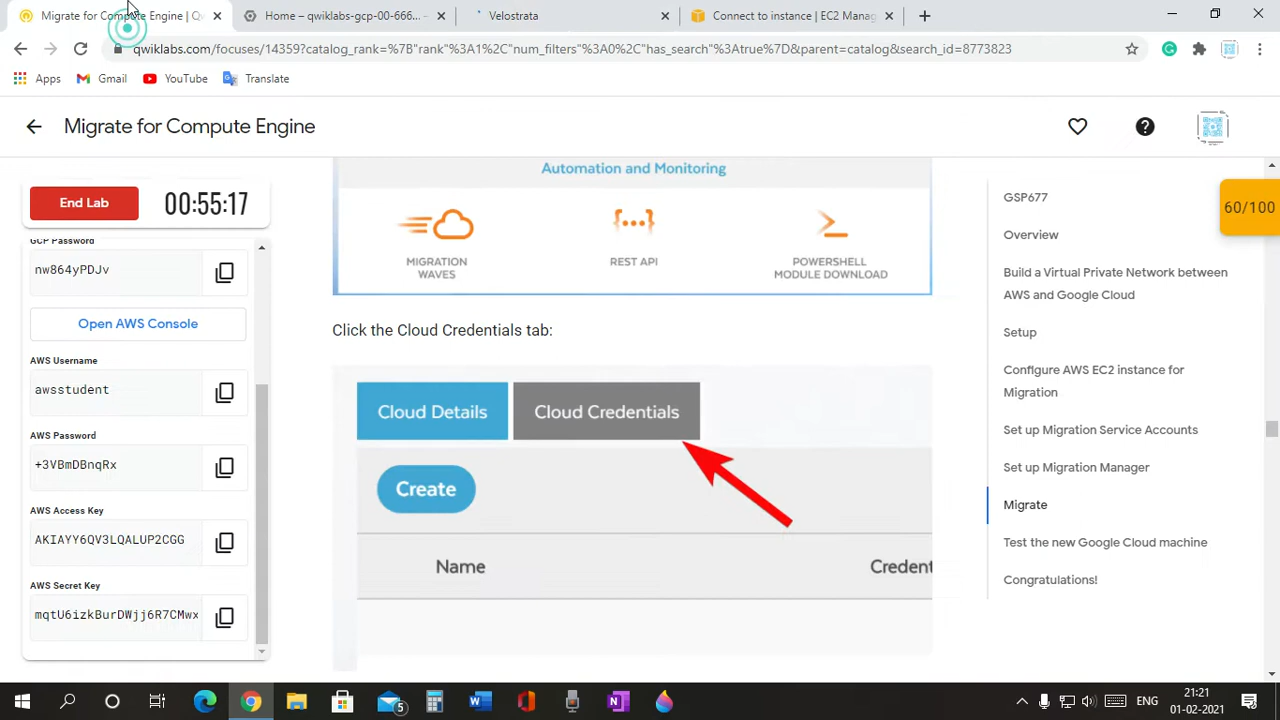 Migrate for Compute Engine | Qw
Home – qwiklabs-gcp-00-666...
Velostrata
Connect to instance | EC2 Manag
qwiklabs.com/focuses/14359?catalog_rank=%7B"rank"%3A1%2C"num_filters"%3A0%2C"has_search"%3Atrue%7D&parent=catalog&search_id=8773823
Apps
Gmail
YouTube
Translate
Migrate for Compute Engine
End Lab
00:55:17
GCP Password
nw864yPDJv
Open AWS Console
AWS Username
awsstudent
AWS Password
+3VBmDBnqRx
AWS Access Key
AKIAYY6QV3LQALUP2CGG
AWS Secret Key
mqtU6izkBurDWjj6R7CMwx
Automation and Monitoring
MIGRATION
WAVES
REST API
POWERSHELL
MODULE DOWNLOAD
Click the Cloud Credentials tab:
Cloud Details
Cloud Credentials
Create
Name
Credent
GSP677
Overview
Build a Virtual Private Network between
AWS and Google Cloud
Setup
Configure AWS EC2 instance for
Migration
Set up Migration Service Accounts
Set up Migration Manager
Migrate
Test the new Google Cloud machine
Congratulations!
60/100
5
ENG
21:21
01-02-2021